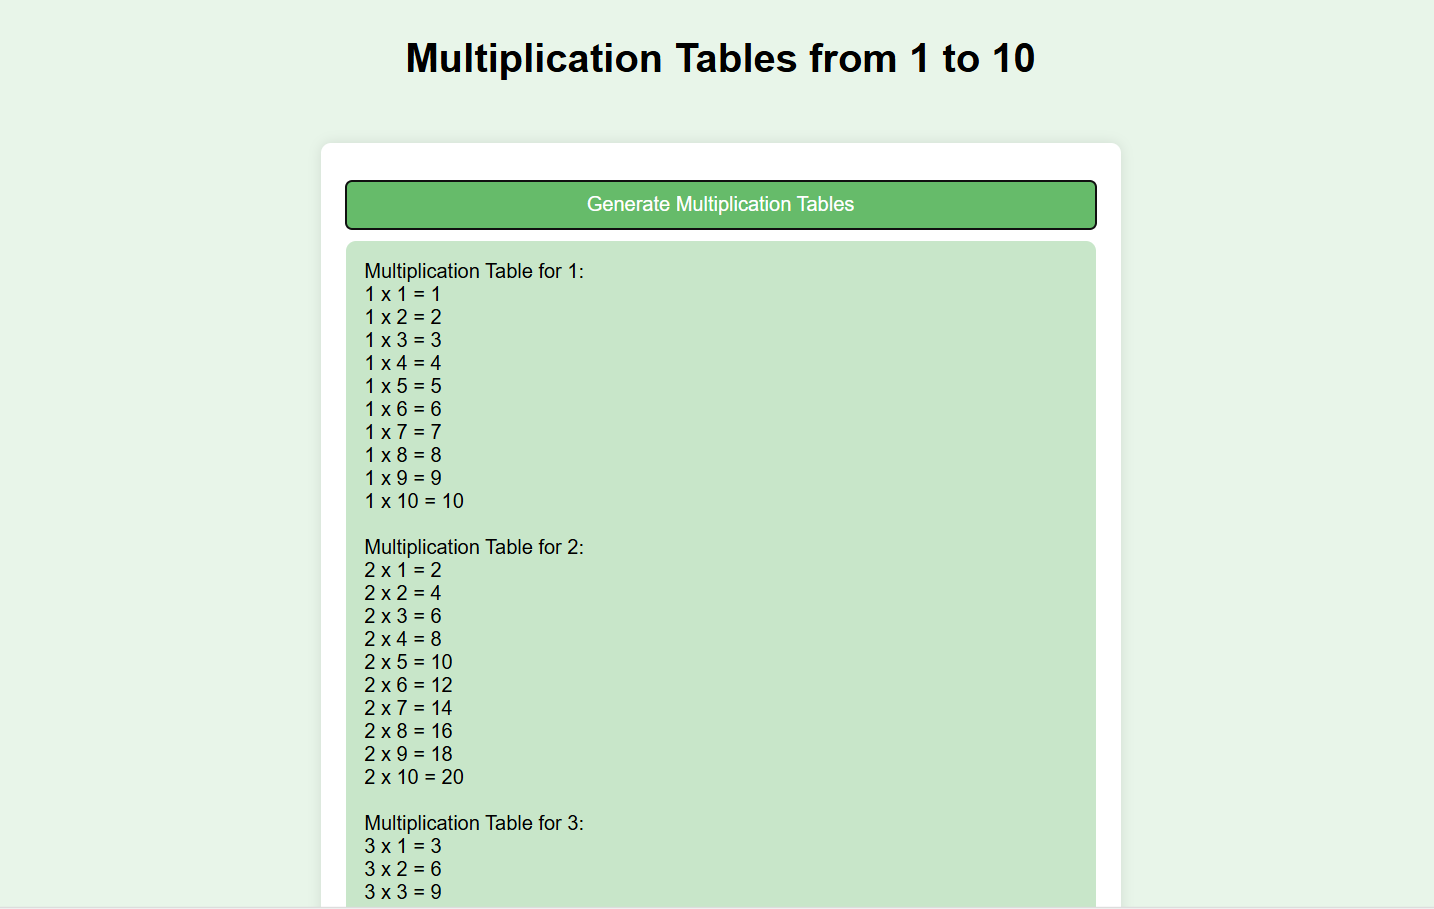 Multiplication Tables from 1 to 10
Generate Multiplication Tables
Multiplication Table for 1:
1 x 1 = 1
1 x 2 = 2
1 x 3 = 3
1 x 4 = 4
1 x 5 = 5
1 x 6 = 6
1 x 7 = 7
1 x 8 = 8
1 x 9 = 9
1 x 10 = 10
Multiplication Table for 2:
2 x 1 = 2
2 x 2 = 4
2 x 3 = 6
2 x 4 = 8
2 x 5 = 10
2 x 6 = 12
2 x 7 = 14
2 x 8 = 16
2 x 9 = 18
2 x 10 = 20
Multiplication Table for 3:
3 x 1 = 3
3 x 2 = 6
3 x 3 = 9